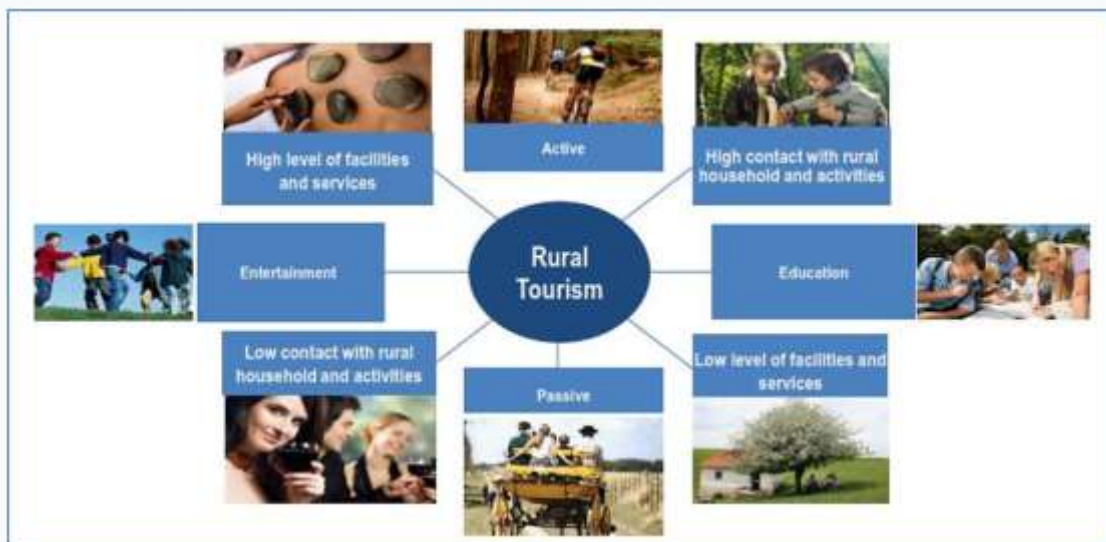 High level of facilities
and services
Active
High contact with rural
household and activities
Entertainment
Rural
Tourism
Education
Low contact with rural
household and activities
Passive
Low level of facilities and
services